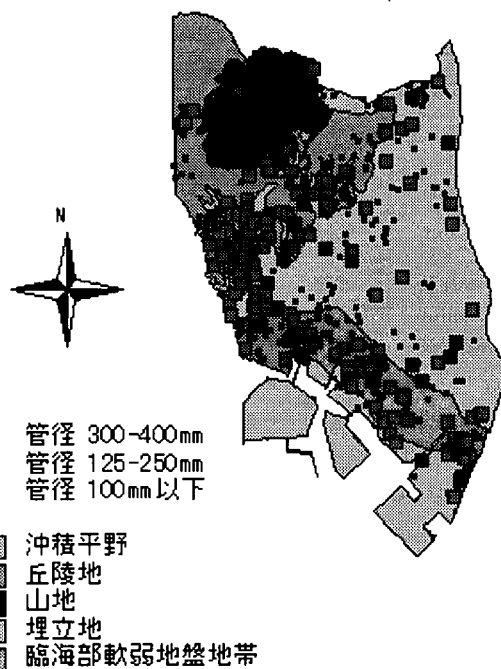 N
管径 300-400mm
管径 125-250mm
管径 100mm以下
沖積平野
丘陵地
山地
埋立地
臨海部軟弱地盤地帯